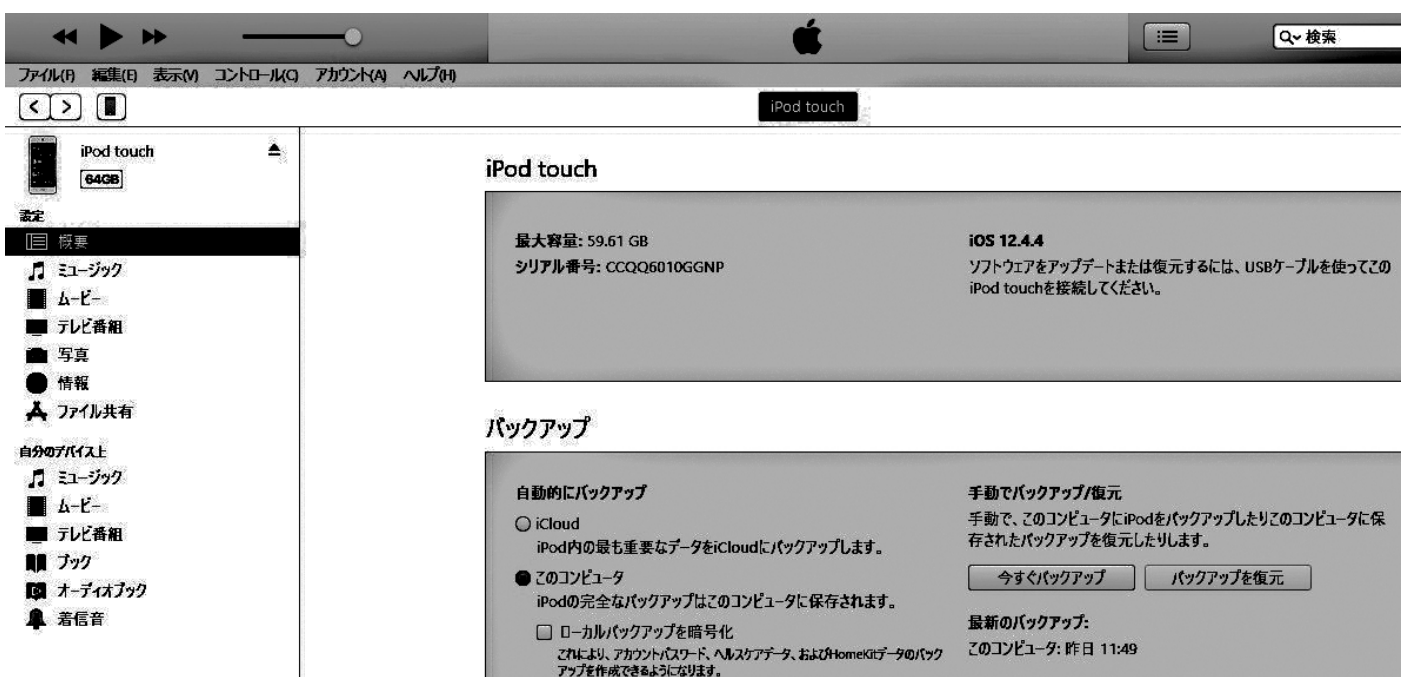 検索
ファイル(F) 編集(E) 表示(V) コントロール(C) アカウント(A) ヘルプ(H)
iPod touch
iPod touch
64GB
設定
概要
ミュージック
ムービー
テレビ番組
写真
情報
ファイル共有
自分のデバイス上
ミュージック
ムービー
テレビ番組
ブック
オーディオブック
着信音
iPod touch
最大容量: 59.61 GB
シリアル番号: CCQQ6010GGNP
iOS 12.4.4
ソフトウェアをアップデートまたは復元するには、USBケーブルを使ってこの
iPod touchを接続してください。
バックアップ
自動的にバックアップ
iCloud
iPod内の最も重要なデータをiCloudにバックアップします。
このコンピュータ
iPodの完全なバックアップはこのコンピュータに保存されます。
ローカルバックアップを暗号化
これにより、アカウントパスワード、ヘルスケアデータ、およびHomeKitデータのバック
アップを作成できるようになります。
手動でバックアップ/復元
手動で、このコンピュータにiPodをバックアップしたりこのコンピュータに保
存されたバックアップを復元したりします。
今すぐバックアップ
バックアップを復元
最新のバックアップ:
このコンピュータ: 昨日 11:49